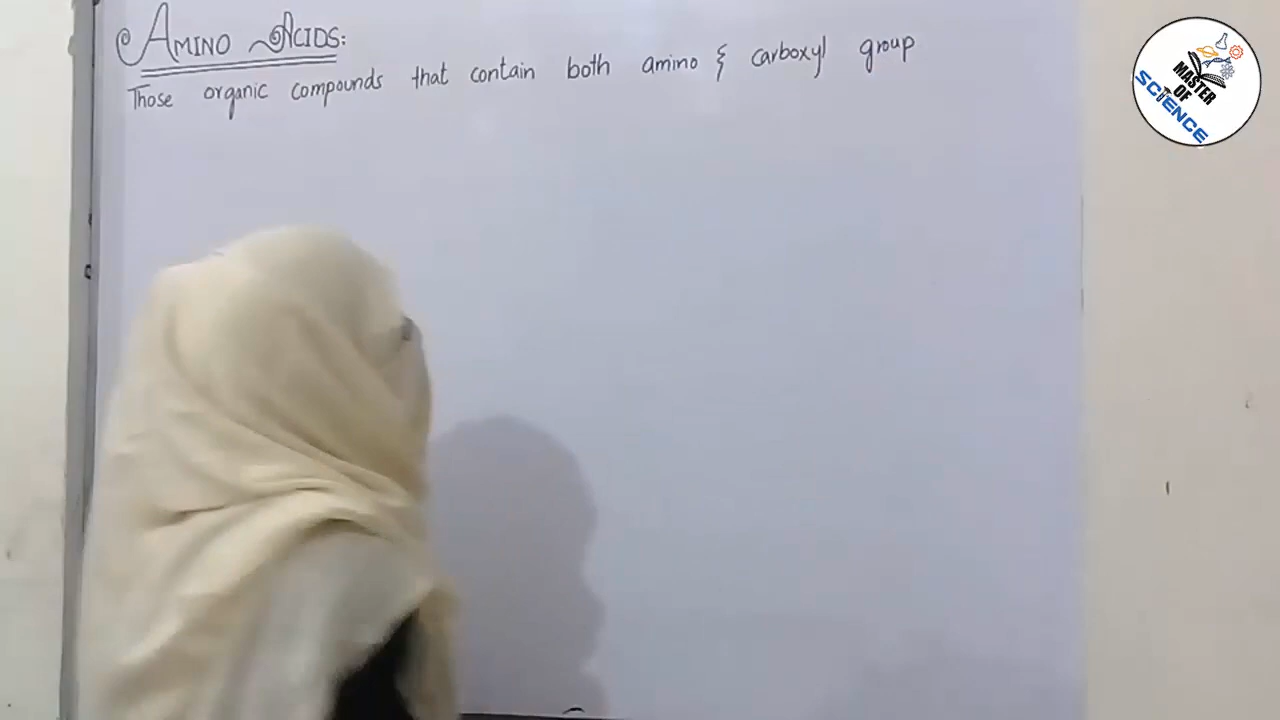 AMINO ACIDS:
Those organic compounds that contain both amino & carboxyl group
MASTER
OF
SCIENCE